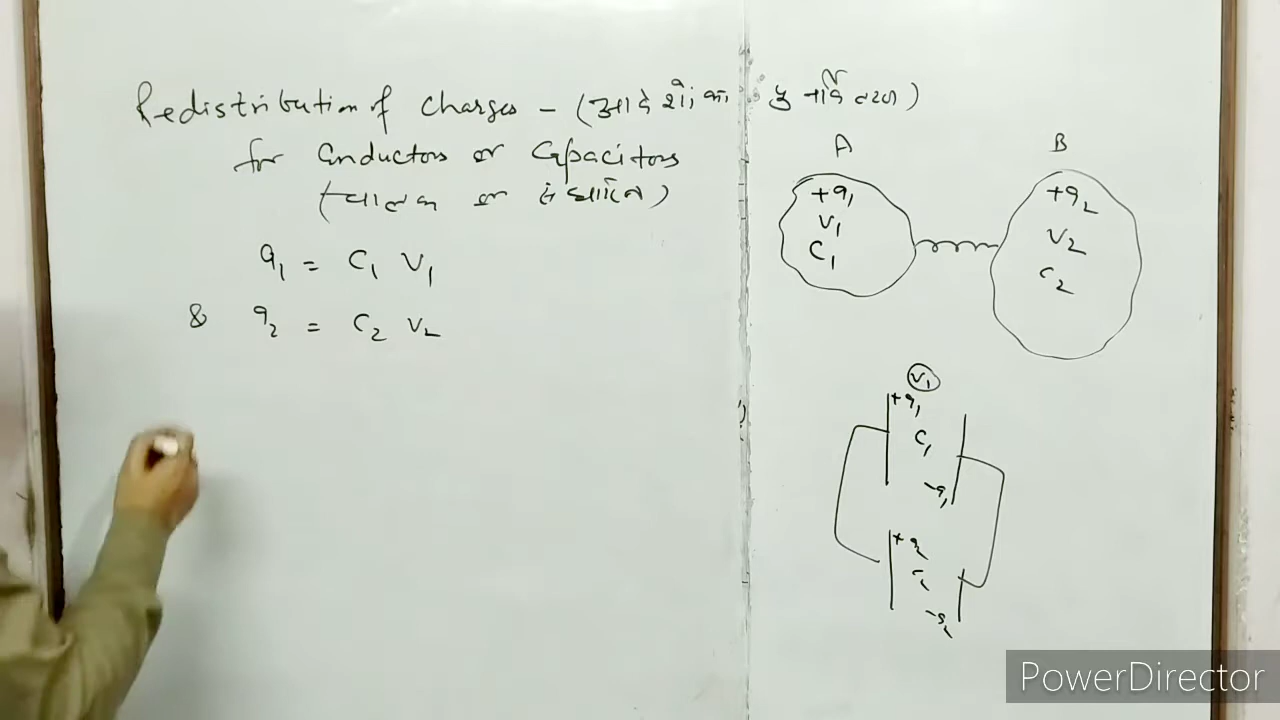 Redistribution of Charges - (आवेशों का पुनर्वितरण)
for Conductors or Capacitors
(चालक or संधारित्र)
q₁ = C₁ V₁
& q₂ = C₂ V₂
A
+q₁
V₁
C₁
B
+q₂
V₂
C₂
V₁
+q₁
C₁
-q₁
+q₂
C₂
-q₂
PowerDirector